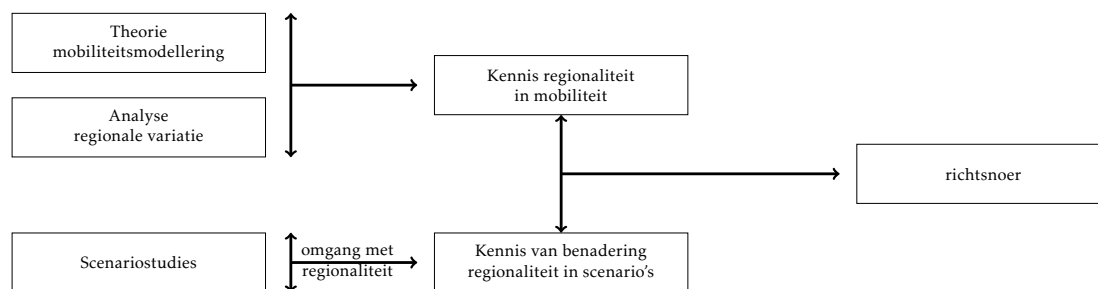 Theorie
mobiliteitsmodellering
Kennis regionaliteit
in mobiliteit
Analyse
regionale variatie
richtsnoer
Scenariostudies
omgang met
regionaliteit
Kennis van benadering
regionaliteit in scenario's